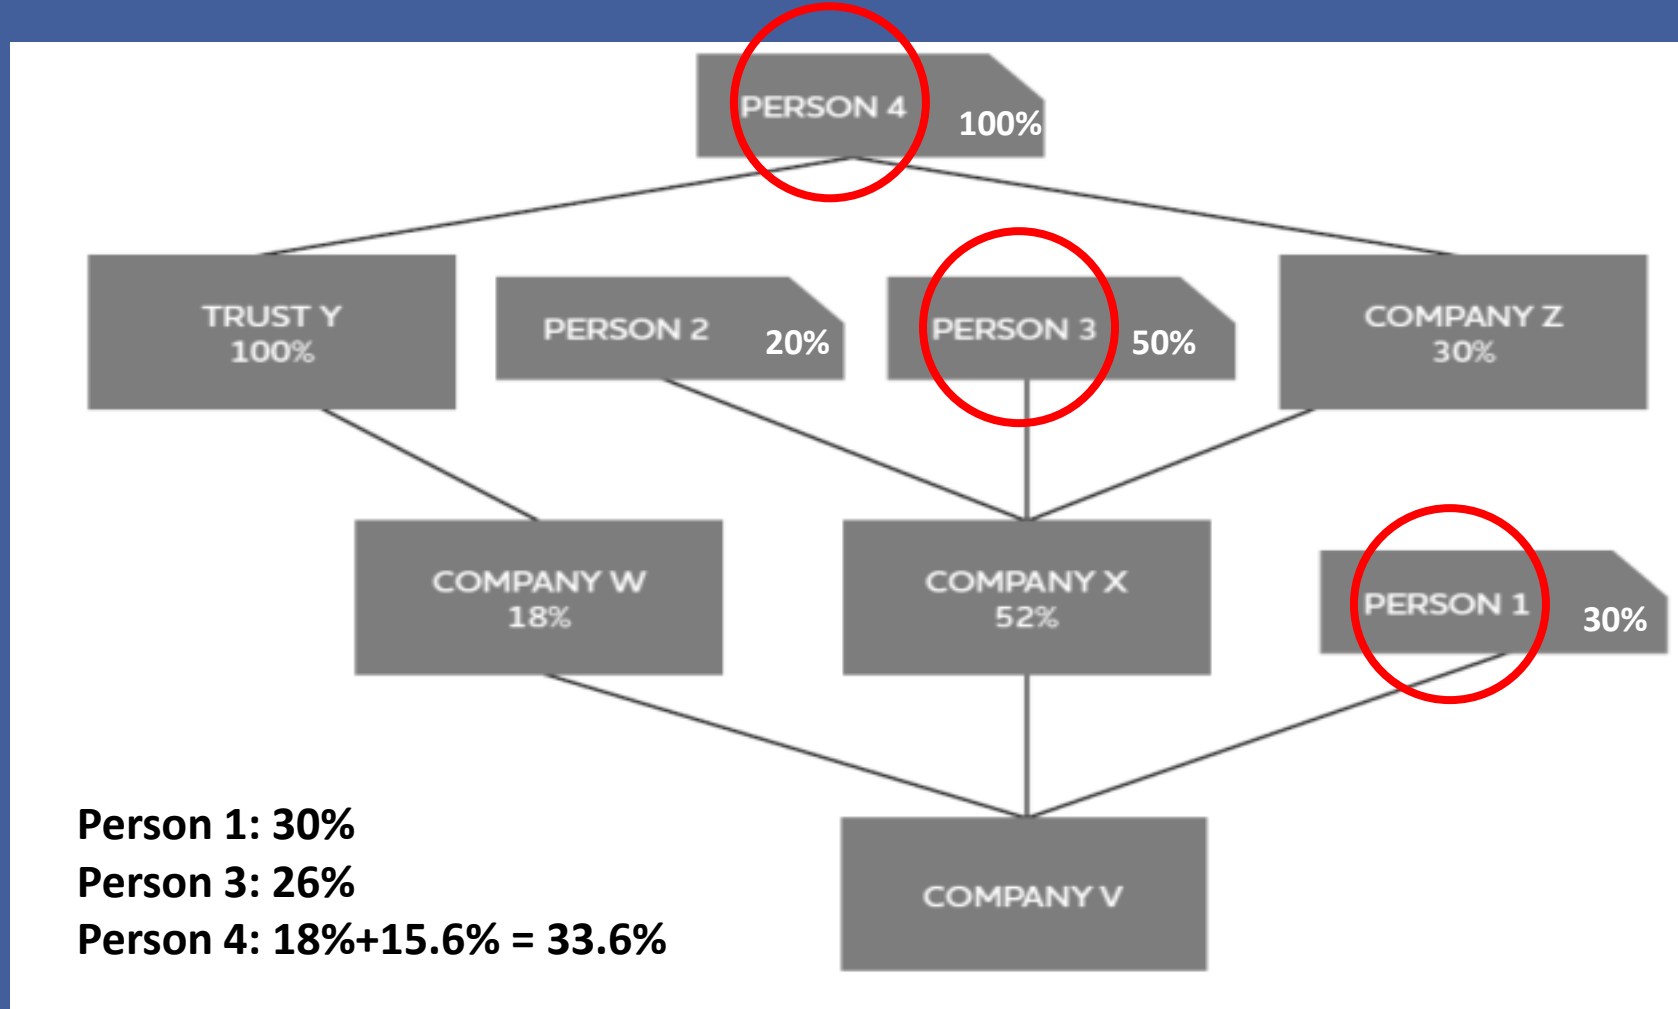 PERSON 4
100%
TRUST Y
100%
PERSON 2
20%
PERSON 3
50%
COMPANY Z
30%
COMPANY W
18%
COMPANY X
52%
PERSON 1
30%
Person 1: 30%
Person 3: 26%
Person 4: 18%+15.6% = 33.6%
COMPANY V